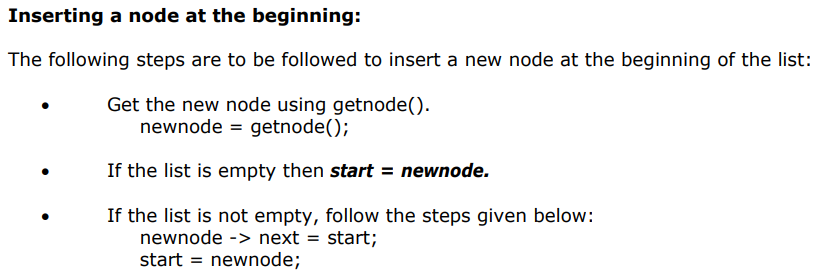 Inserting a node at the beginning:
The following steps are to be followed to insert a new node at the beginning of the list:
• Get the new node using getnode().
newnode = getnode();
• If the list is empty then start = newnode.
• If the list is not empty, follow the steps given below:
newnode -> next = start;
start = newnode;